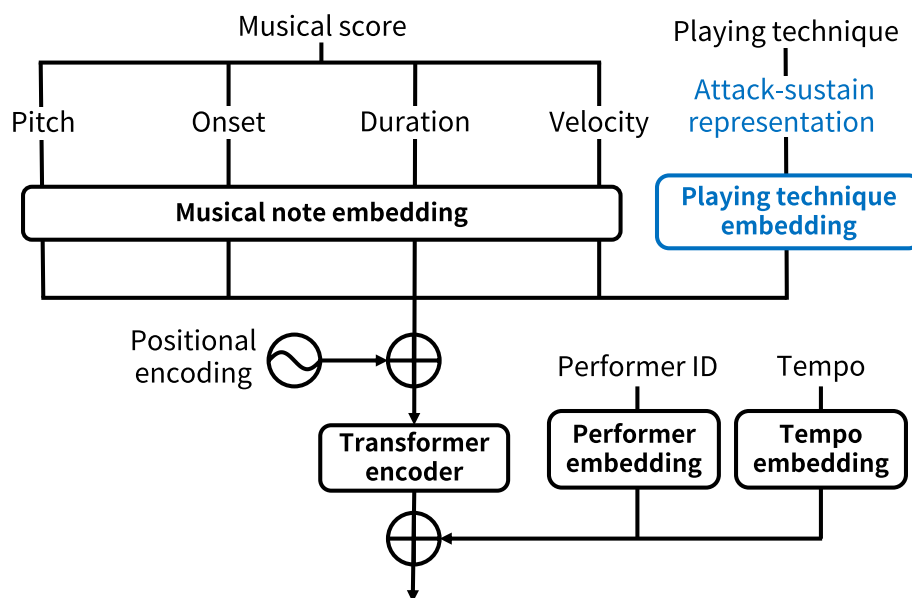 Musical score
Playing technique
Attack-sustain
representation
Pitch
Onset
Duration
Velocity
Musical note embedding
Playing technique
embedding
Positional
encoding
Performer ID
Tempo
Transformer
encoder
Performer
embedding
Tempo
embedding